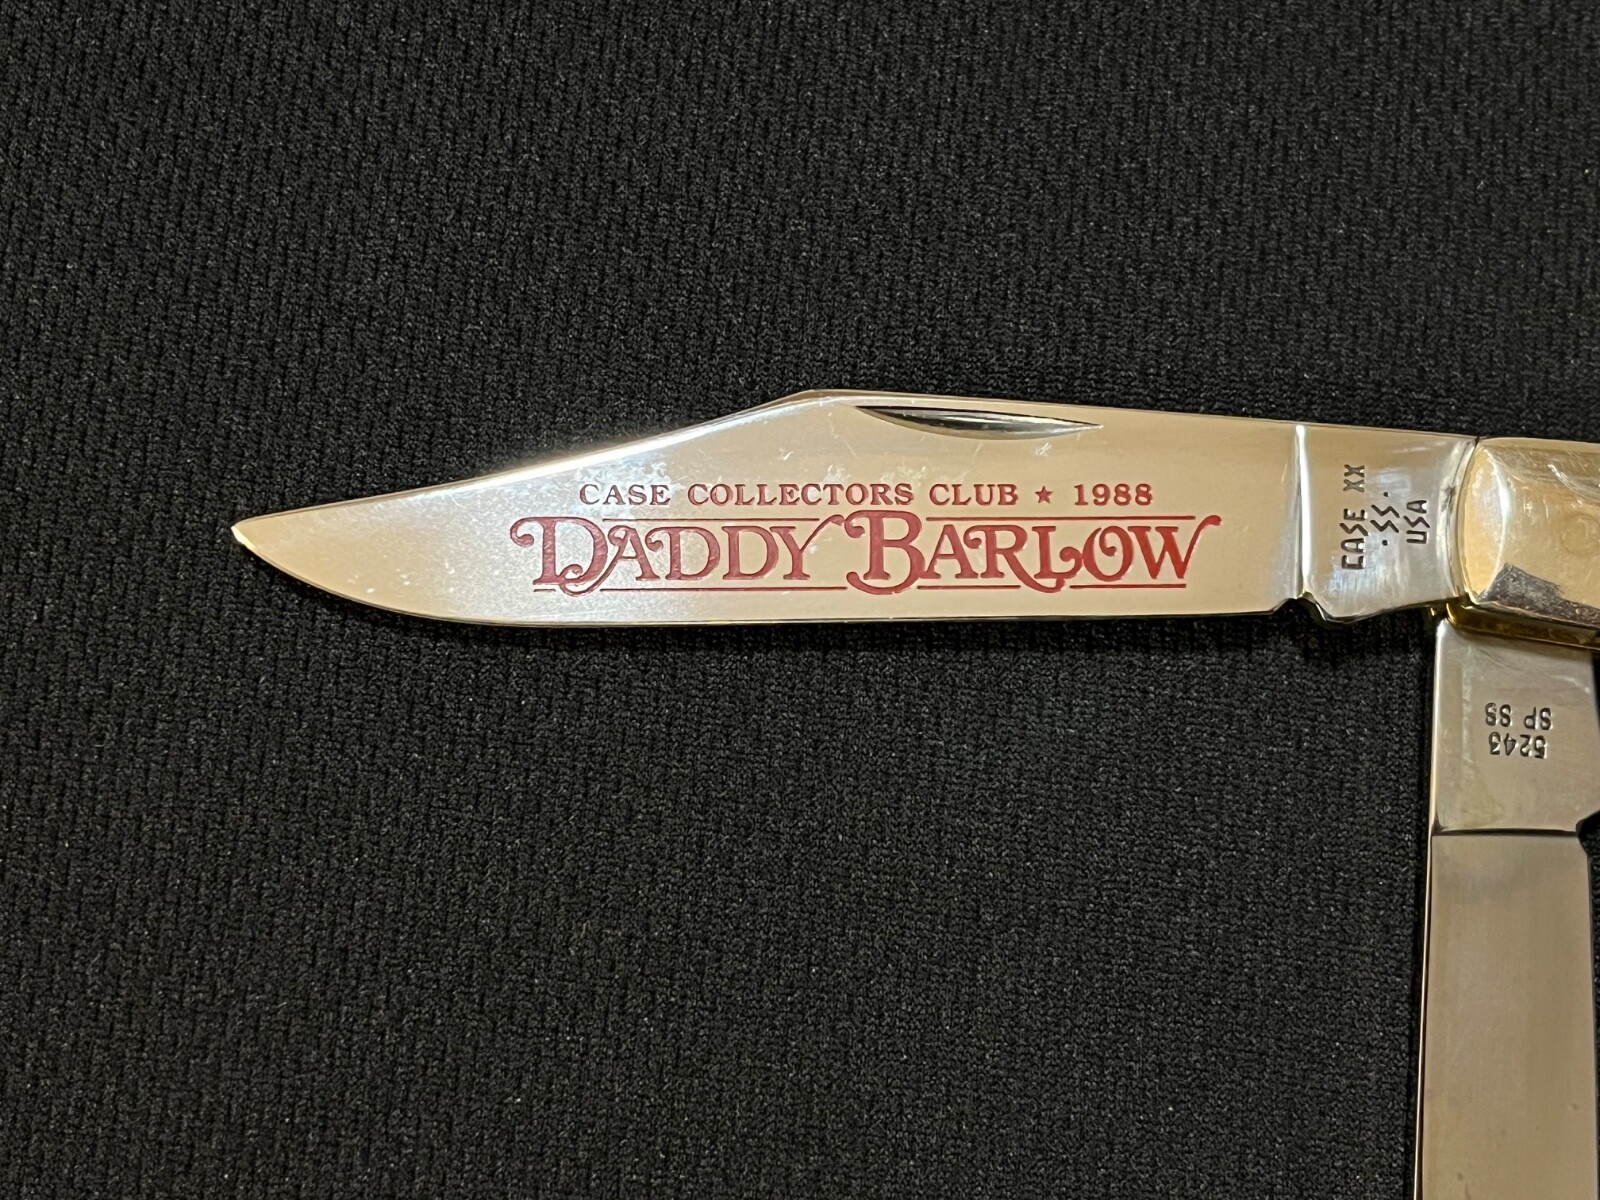 CASE COLLECTORS CLUB ★ 1988
DADDY BARLOW
CASE XX
.SS.
USA
5243
SP SS